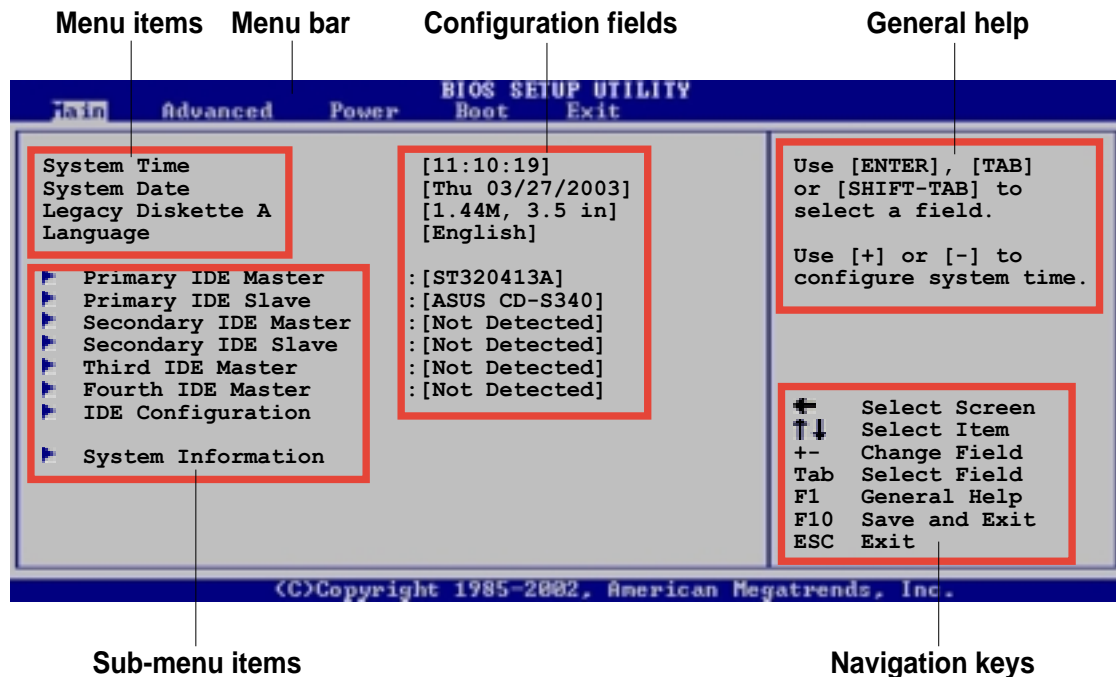 Menu items Menu bar Configuration fields General help
BIOS SETUP UTILITY
Main Advanced Power Boot Exit
System Time [11:10:19]
System Date [Thu 03/27/2003]
Legacy Diskette A [1.44M, 3.5 in]
Language [English]
Primary IDE Master :[ST320413A]
Primary IDE Slave :[ASUS CD-S340]
Secondary IDE Master :[Not Detected]
Secondary IDE Slave :[Not Detected]
Third IDE Master :[Not Detected]
Fourth IDE Master :[Not Detected]
IDE Configuration
System Information
Use [ENTER], [TAB]
or [SHIFT-TAB] to
select a field.
Use [+] or [-] to
configure system time.
← Select Screen
↑↓ Select Item
+- Change Field
Tab Select Field
F1 General Help
F10 Save and Exit
ESC Exit
(C)Copyright 1985-2002, American Megatrends, Inc.
Sub-menu items Navigation keys